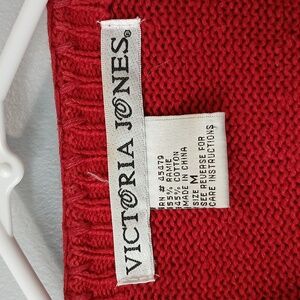 VICTORIA JONES®
RN # 45479
55% RAMIE
45% COTTON
MADE IN CHINA
SIZE M
SEE REVERSE FOR
CARE INSTRUCTIONS